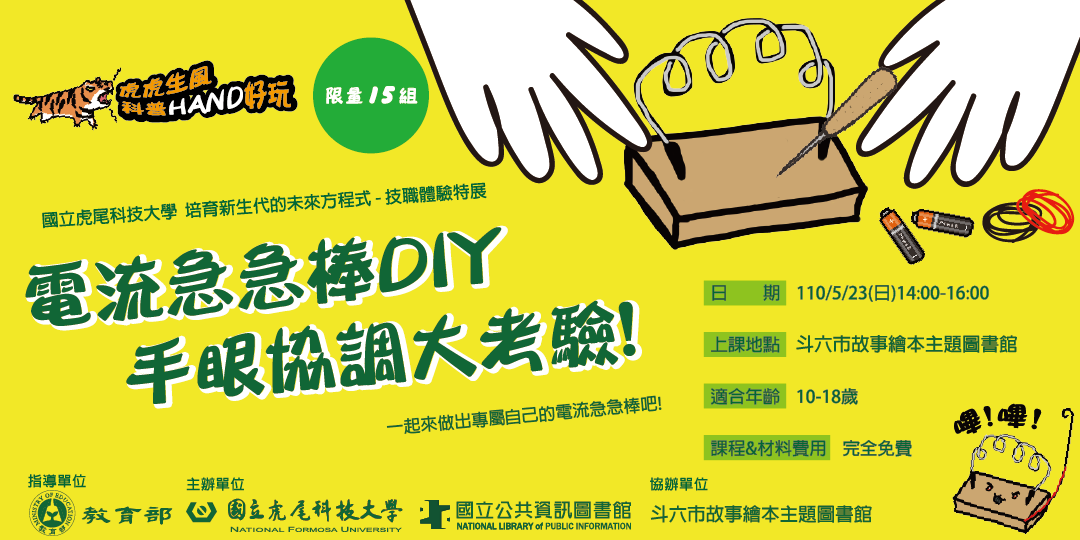 虎虎生風
科普HAND好玩
限量15組
國立虎尾科技大學 培育新生代的未來方程式 - 技職體驗特展
電流急急棒DIY
手眼協調大考驗!
一起來做出專屬自己的電流急急棒吧!
日 期 110/5/23(日)14:00-16:00
上課地點 斗六市故事繪本主題圖書館
適合年齡 10-18歲
課程&材料費用 完全免費
嗶!嗶!
指導單位
MINISTRY OF EDUCATION
教育部
主辦單位
國立虎尾科技大學
NATIONAL FORMOSA UNIVERSITY
國立公共資訊圖書館
NATIONAL LIBRARY of PUBLIC INFORMATION
協辦單位
斗六市故事繪本主題圖書館